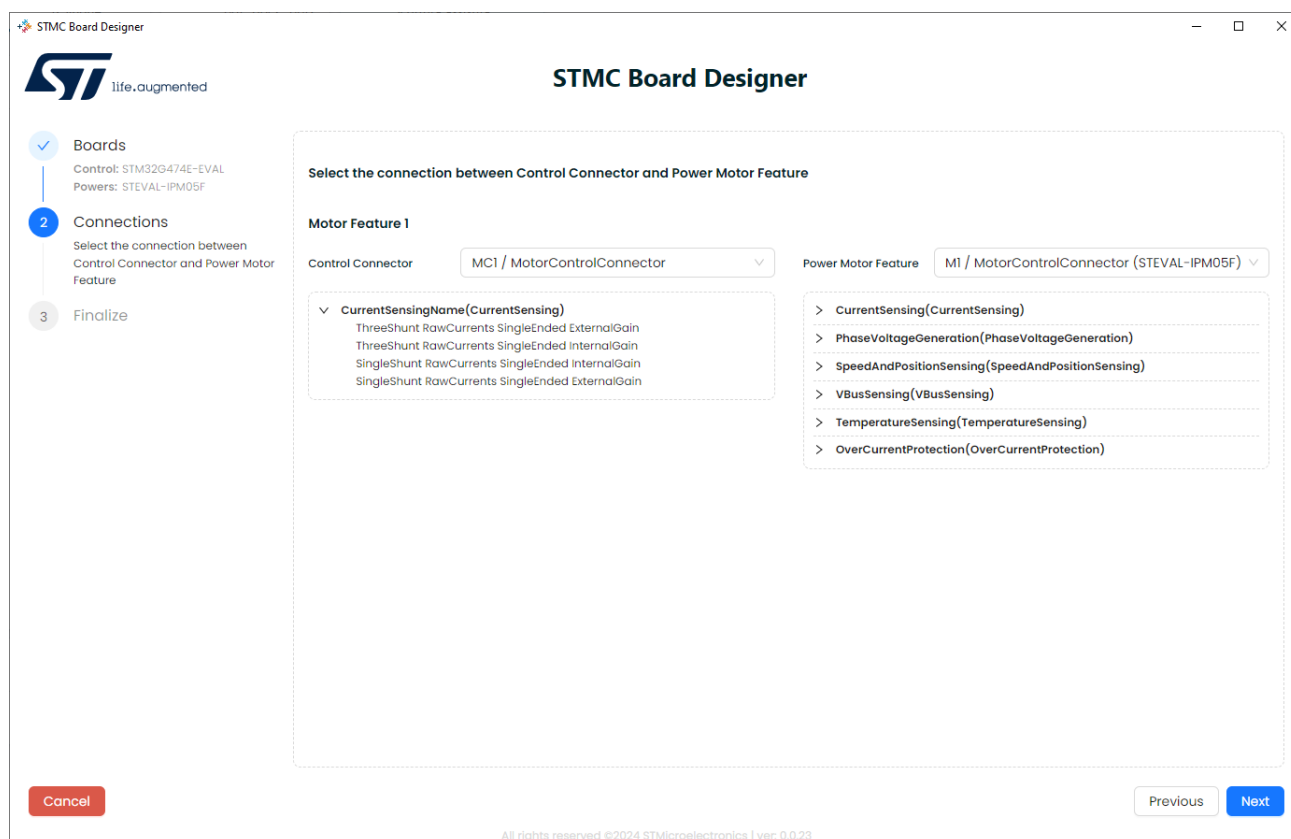 STMC Board Designer
ST life.augmented
STMC Board Designer
Boards
Control: STM32G474E-EVAL
Powers: STEVAL-IPM05F
2
Connections
Select the connection between
Control Connector and Power Motor
Feature
3
Finalize
Select the connection between Control Connector and Power Motor Feature
Motor Feature 1
Control Connector
MC1 / MotorControlConnector
Power Motor Feature
M1 / MotorControlConnector (STEVAL-IPM05F)
CurrentSensingName(CurrentSensing)
ThreeShunt RawCurrents SingleEnded ExternalGain
ThreeShunt RawCurrents SingleEnded InternalGain
SingleShunt RawCurrents SingleEnded InternalGain
SingleShunt RawCurrents SingleEnded ExternalGain
CurrentSensing(CurrentSensing)
PhaseVoltageGeneration(PhaseVoltageGeneration)
SpeedAndPositionSensing(SpeedAndPositionSensing)
VBusSensing(VBusSensing)
TemperatureSensing(TemperatureSensing)
OverCurrentProtection(OverCurrentProtection)
Cancel
Previous
Next
All rights reserved ©2024 STMicroelectronics | ver: 0.0.23